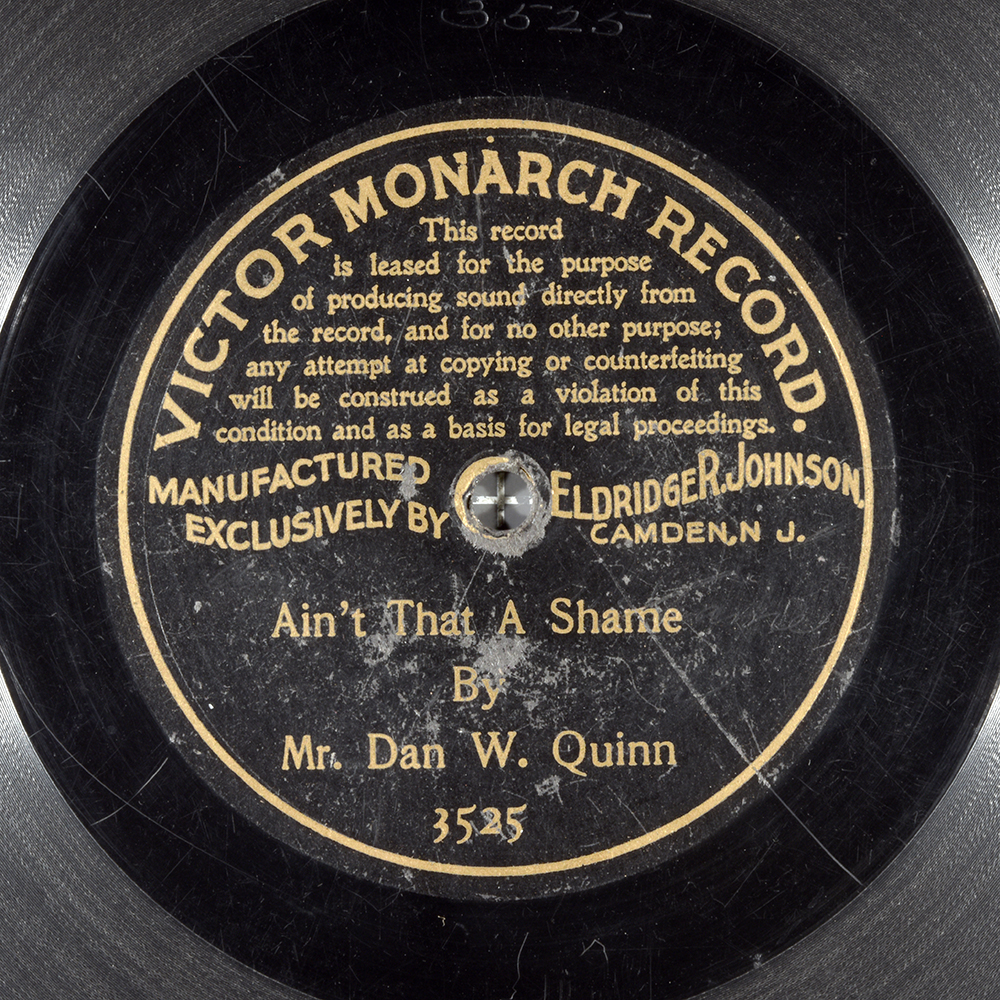 3525
VICTOR MONARCH RECORD.
This record
is leased for the purpose
of producing sound directly from
the record, and for no other purpose;
any attempt at copying or counterfeiting
will be construed as a violation of this
condition and as a basis for legal proceedings.
MANUFACTURED
EXCLUSIVELY BY
ELDRIDGE R. JOHNSON,
CAMDEN, N J.
Ain't That A Shame
By
Mr. Dan W. Quinn
3525